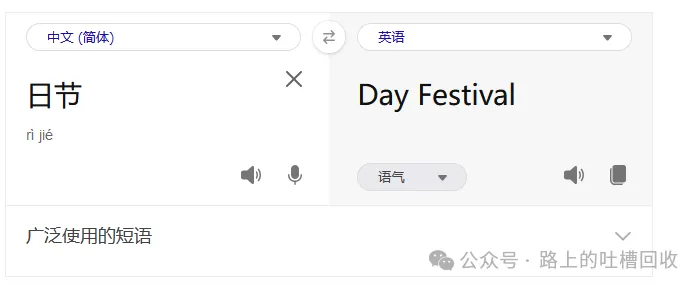 中文 (简体)
英语
日节
rì jié
Day Festival
语气
广泛使用的短语
公众号 · 路上的吐槽回收